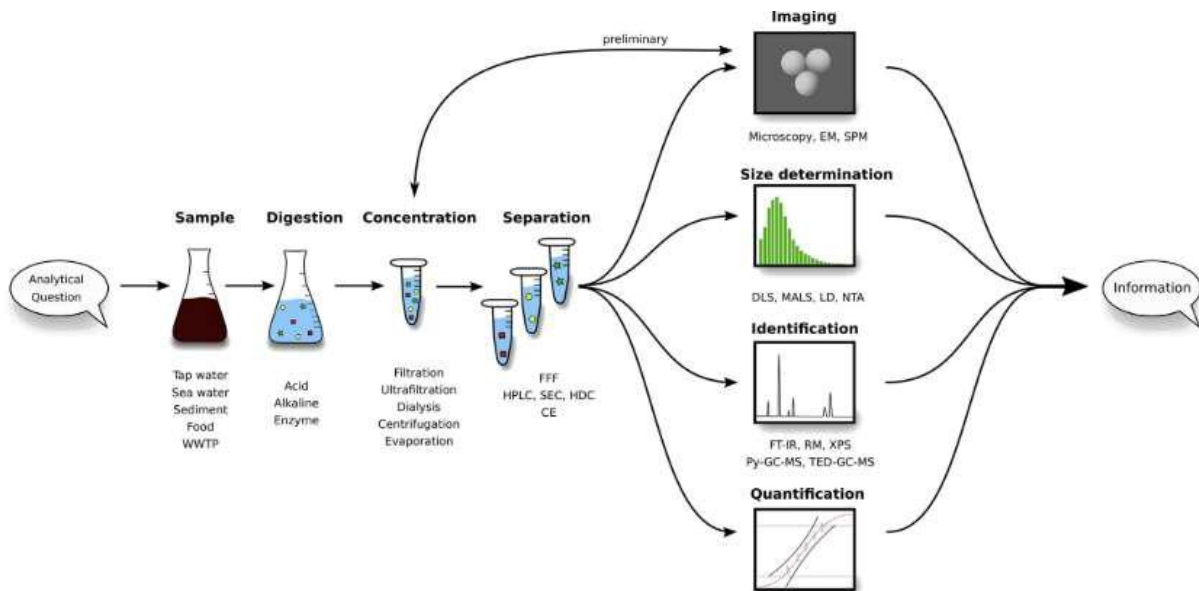 Imaging
preliminary
Microscopy, EM, SPM
Size determination
Sample
Digestion
Concentration
Separation
Analytical
Question
Information
DLS, MALS, LD, NTA
Identification
Tap water
Sea water
Sediment
Food
WWTP
Acid
Alkaline
Enzyme
Filtration
Ultrafiltration
Dialysis
Centrifugation
Evaporation
FFF
HPLC, SEC, HDC
CE
FT-IR, RM, XPS
Py-GC-MS, TED-GC-MS
Quantification